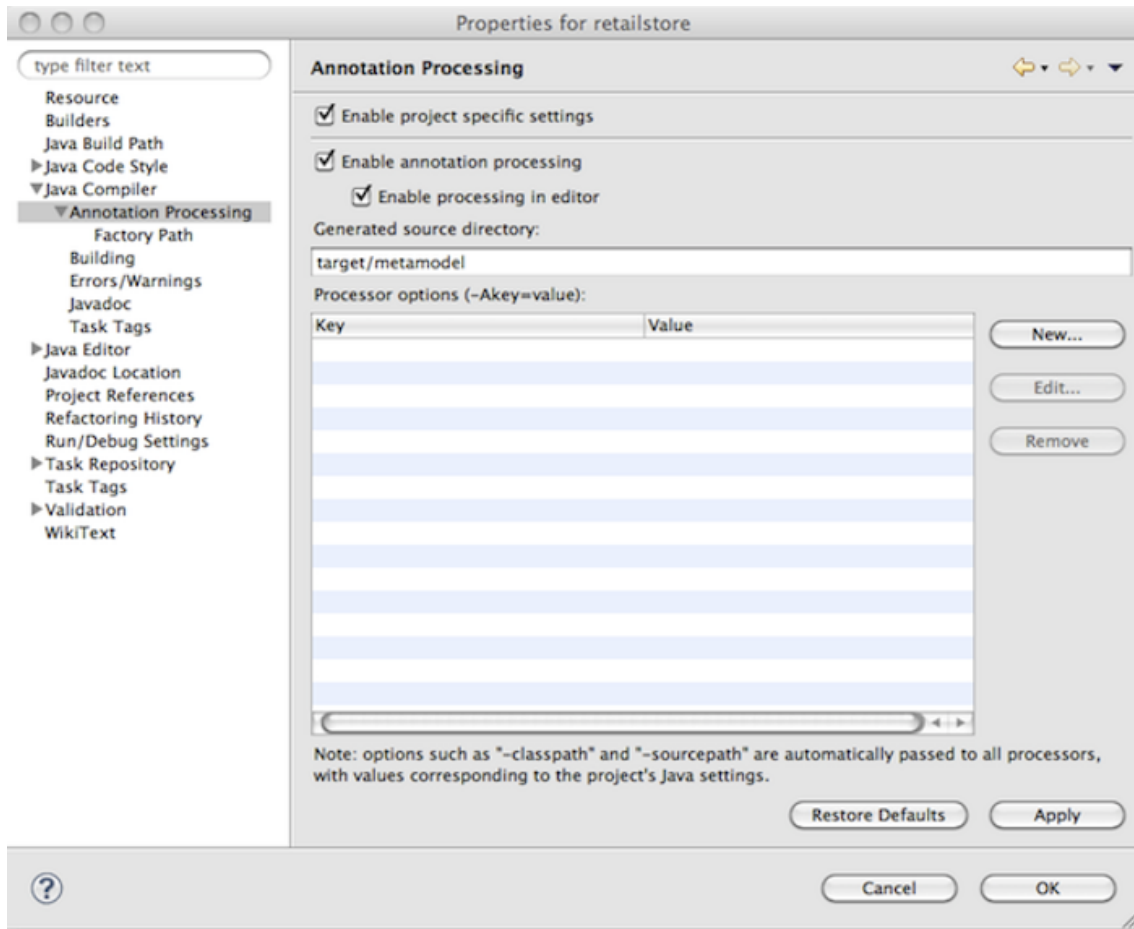 Properties for retailstore
type filter text
Resource
Builders
Java Build Path
Java Code Style
Java Compiler
Annotation Processing
Factory Path
Building
Errors/Warnings
Javadoc
Task Tags
Java Editor
Javadoc Location
Project References
Refactoring History
Run/Debug Settings
Task Repository
Task Tags
Validation
WikiText
Annotation Processing
Enable project specific settings
Enable annotation processing
Enable processing in editor
Generated source directory:
target/metamodel
Processor options (-Akey=value):
Key Value
New...
Edit...
Remove
Note: options such as "-classpath" and "-sourcepath" are automatically passed to all processors,
with values corresponding to the project's Java settings.
Restore Defaults Apply
? Cancel OK